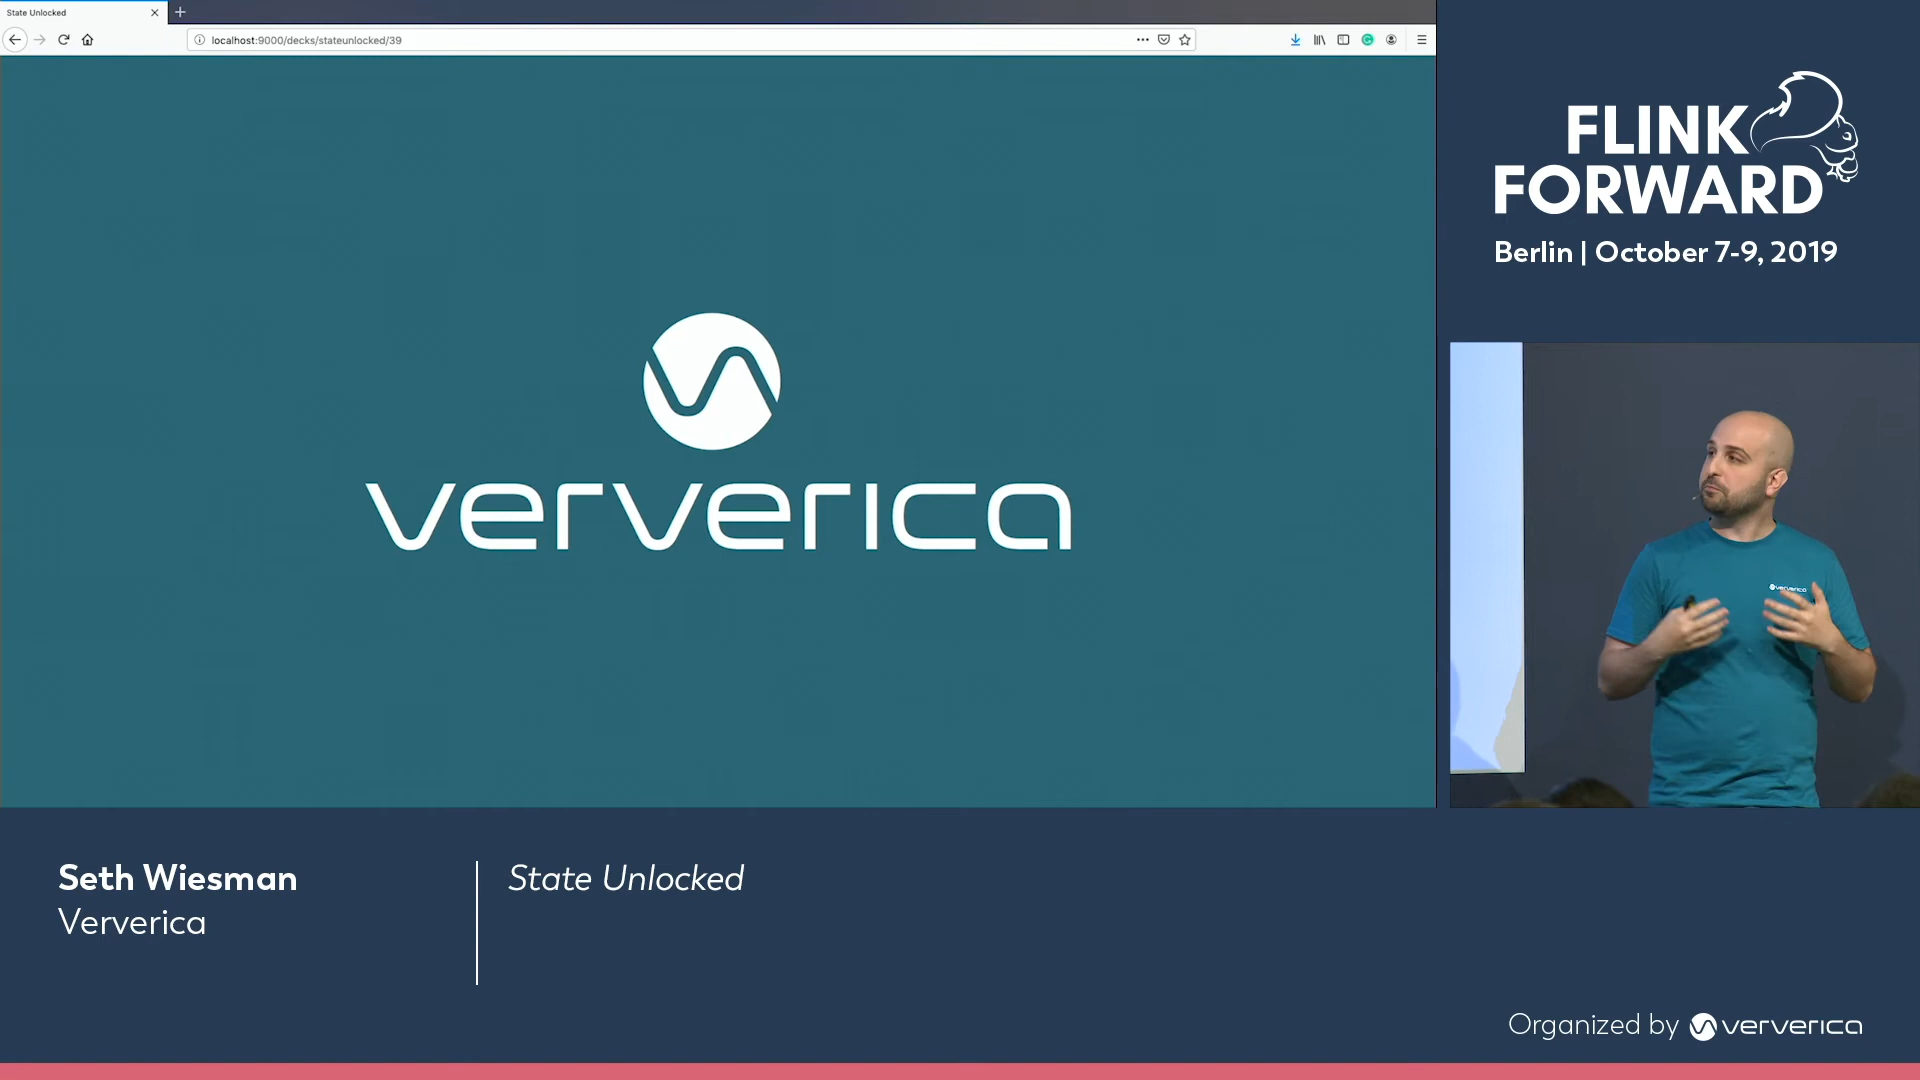 State Unlocked
localhost:9000/decks/stateunlocked/39
ververica
FLINK
FORWARD
Berlin | October 7-9, 2019
ververica
Seth Wiesman
Ververica
State Unlocked
Organized by ververica